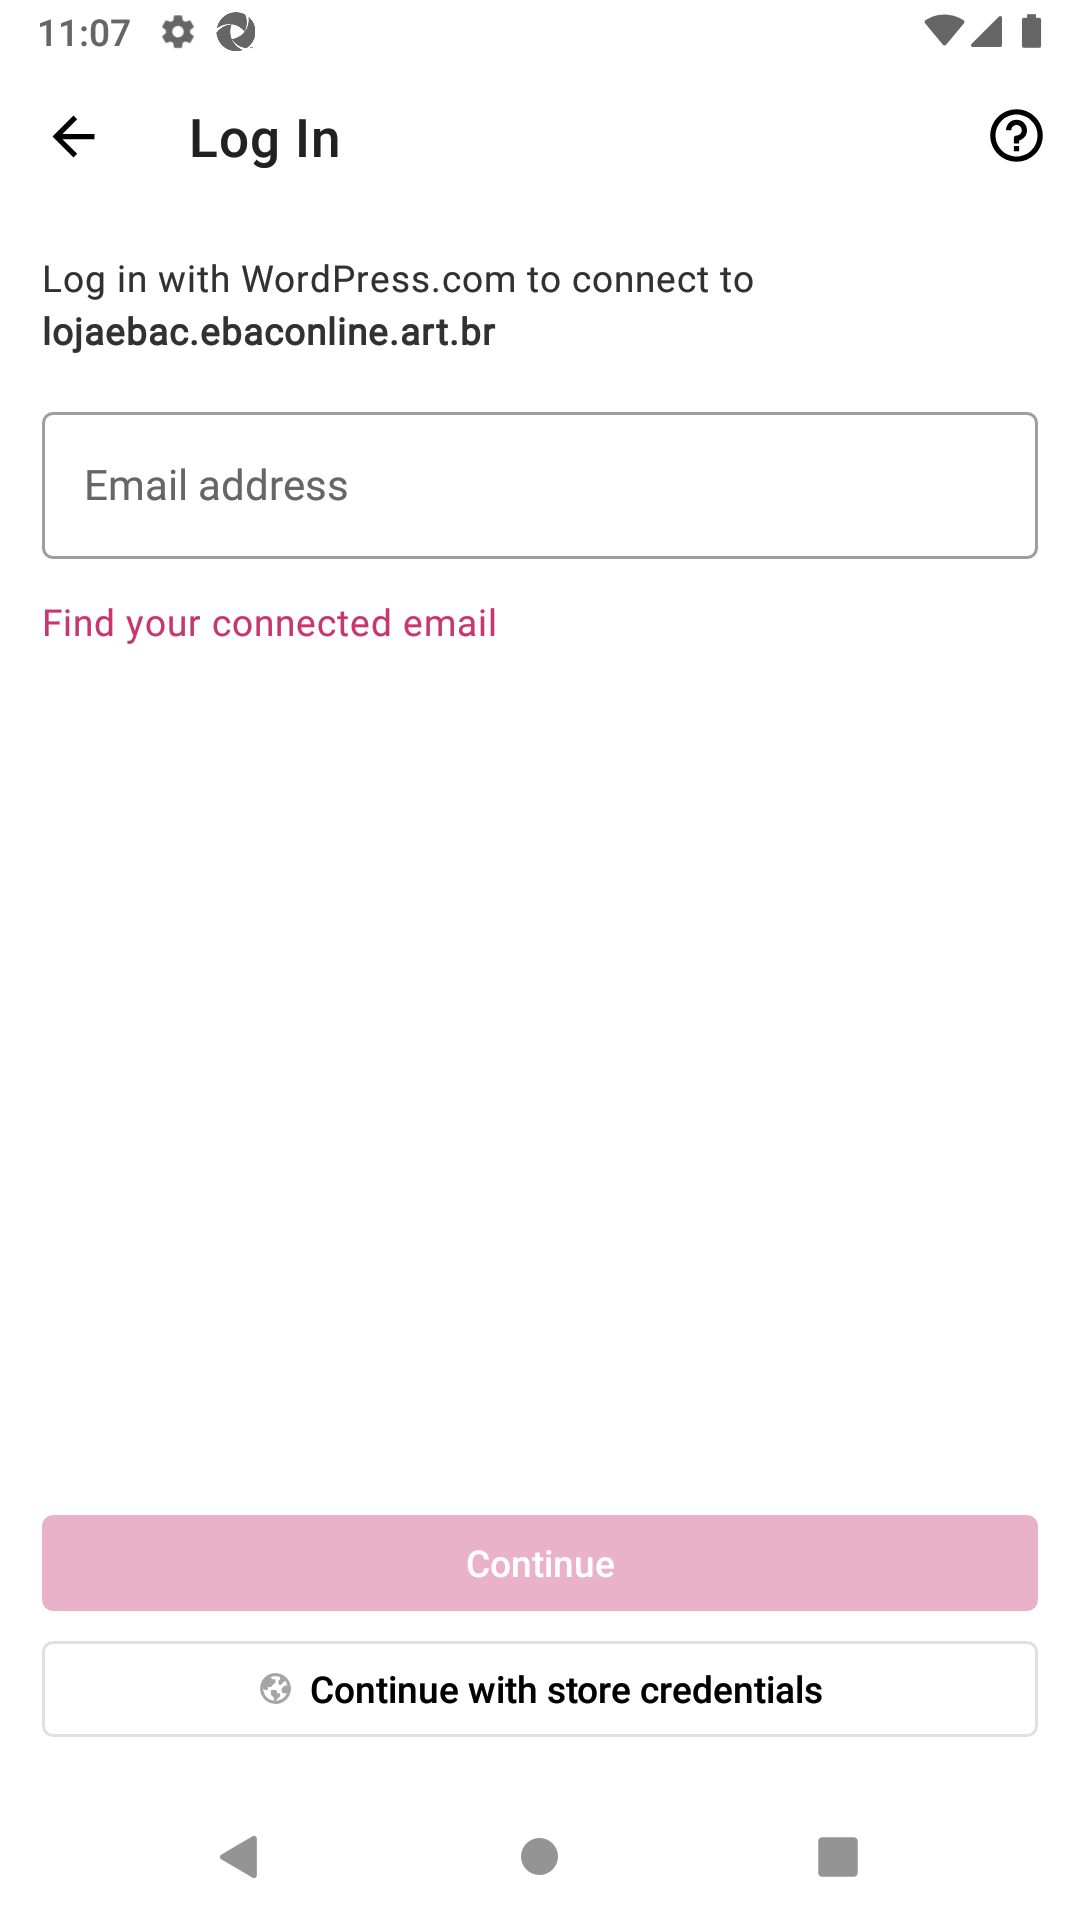 11:07
Log In
Log in with WordPress.com to connect to
lojaebac.ebaconline.art.br
Email address
Find your connected email
Continue
Continue with store credentials